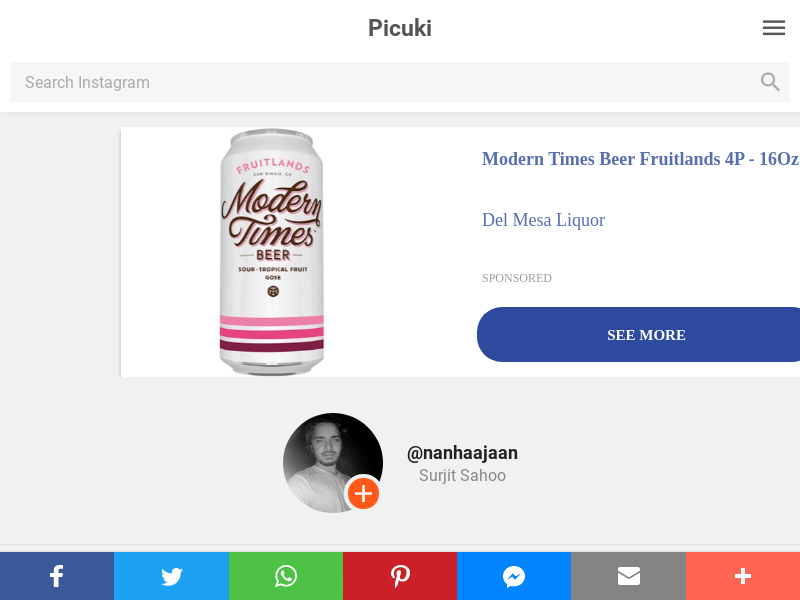 Picuki
Search Instagram
FRUITLANDS
SAN DIEGO, CA
Modern
Times
BEER
SOUR · TROPICAL FRUIT
GOSE
Modern Times Beer Fruitlands 4P - 16Oz
Del Mesa Liquor
SPONSORED
SEE MORE
@nanhaajaan
Surjit Sahoo